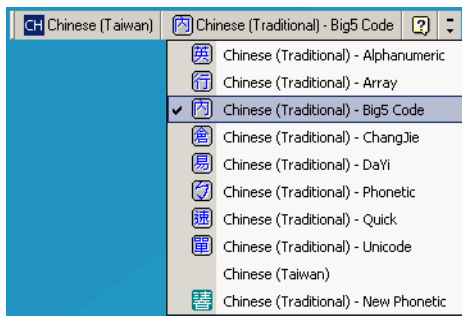 CH Chinese (Taiwan) 內 Chinese (Traditional) - Big5 Code
英 Chinese (Traditional) - Alphanumeric
行 Chinese (Traditional) - Array
內 Chinese (Traditional) - Big5 Code
倉 Chinese (Traditional) - ChangJie
易 Chinese (Traditional) - DaYi
ㄅ Chinese (Traditional) - Phonetic
速 Chinese (Traditional) - Quick
單 Chinese (Traditional) - Unicode
Chinese (Taiwan)
Chinese (Traditional) - New Phonetic